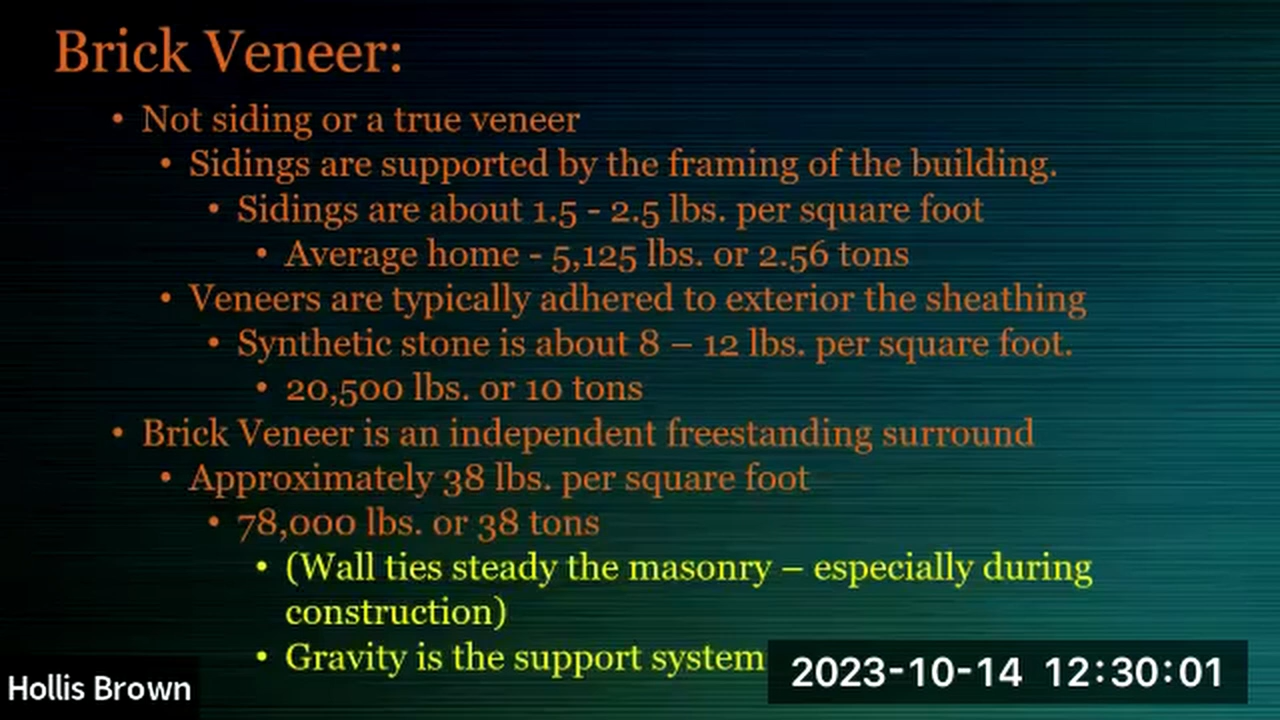 Brick Veneer:
• Not siding or a true veneer
• Sidings are supported by the framing of the building.
• Sidings are about 1.5 - 2.5 lbs. per square foot
• Average home - 5,125 lbs. or 2.56 tons
• Veneers are typically adhered to exterior the sheathing
• Synthetic stone is about 8 – 12 lbs. per square foot.
• 20,500 lbs. or 10 tons
• Brick Veneer is an independent freestanding surround
• Approximately 38 lbs. per square foot
• 78,000 lbs. or 38 tons
• (Wall ties steady the masonry – especially during
construction)
• Gravity is the support system
2023-10-14 12:30:01
Hollis Brown